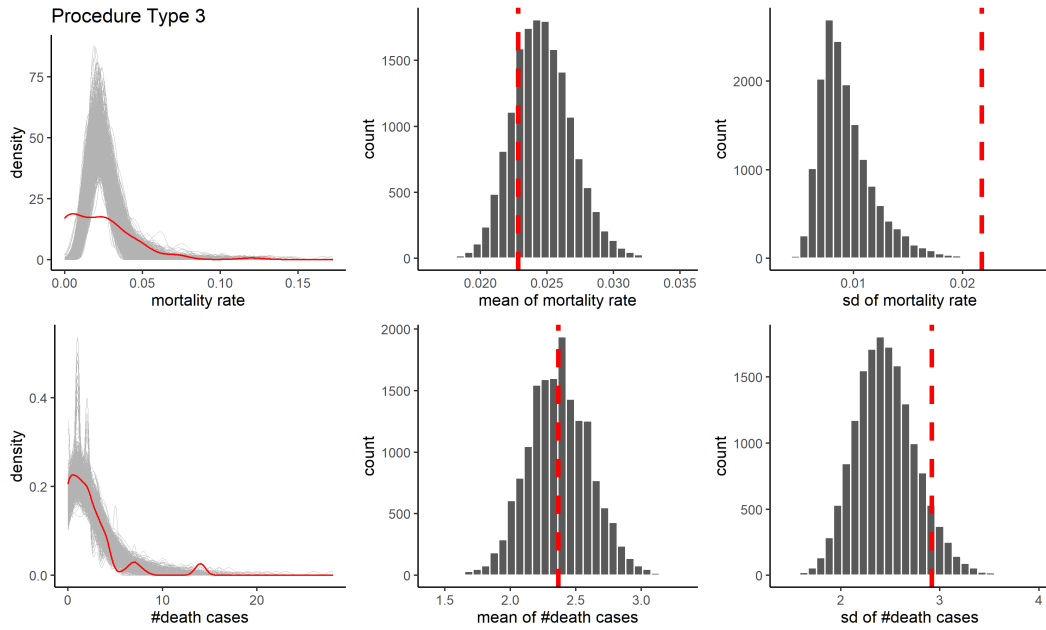 Procedure Type 3
density
75
50
25
0
0.00 0.05 0.10 0.15
mortality rate
count
1500
1000
500
0
0.020 0.025 0.030 0.035
mean of mortality rate
count
2000
1000
0
0.01 0.02
sd of mortality rate
density
0.4
0.2
0.0
0 10 20
#death cases
count
2000
1500
1000
500
0
1.5 2.0 2.5 3.0
mean of #death cases
count
1500
1000
500
0
2 3 4
sd of #death cases